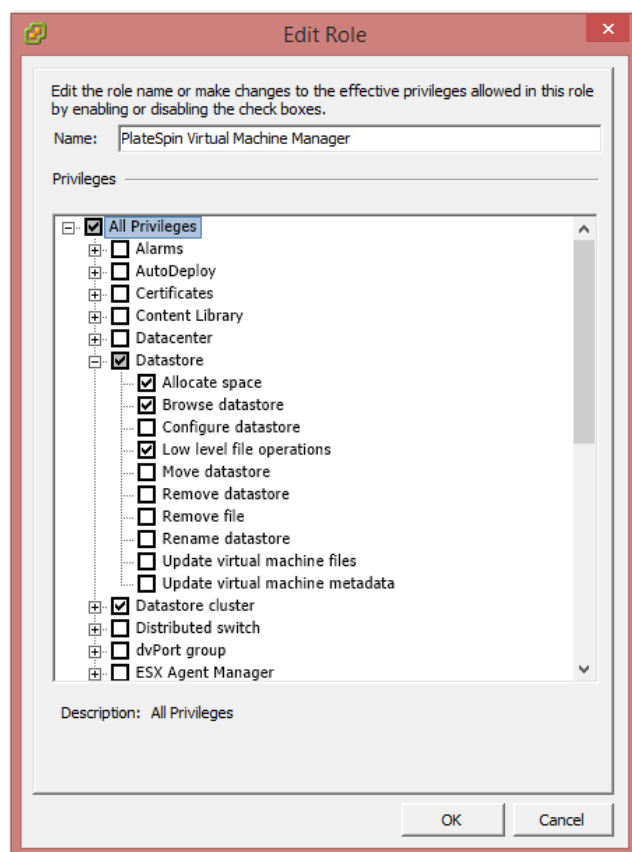 Edit Role
Edit the role name or make changes to the effective privileges allowed in this role
by enabling or disabling the check boxes.
Name: PlateSpin Virtual Machine Manager
Privileges
All Privileges
Alarms
AutoDeploy
Certificates
Content Library
Datacenter
Datastore
Allocate space
Browse datastore
Configure datastore
Low level file operations
Move datastore
Remove datastore
Remove file
Rename datastore
Update virtual machine files
Update virtual machine metadata
Datastore cluster
Distributed switch
dvPort group
ESX Agent Manager
Description: All Privileges
OK Cancel